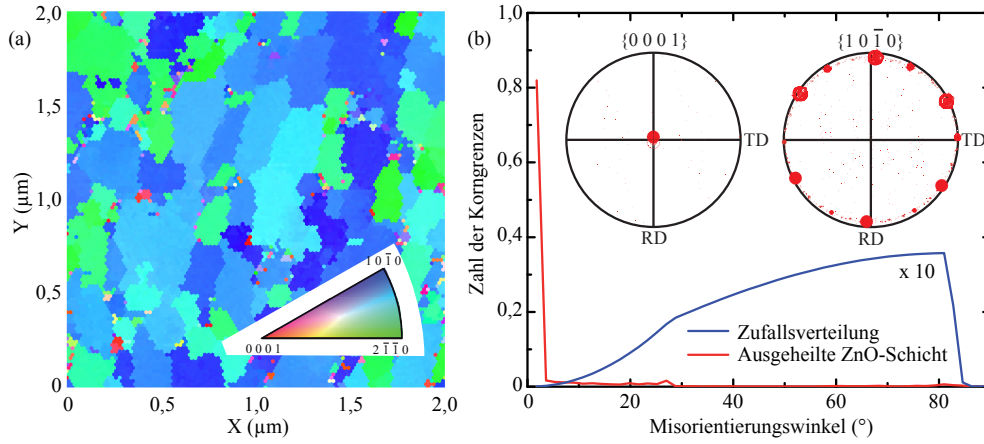 (a)
2,0
1,5
1,0
0,5
0
Y (µm)
0 0,5 1,0 1,5 2,0
X (µm)
1 0 1̅ 0
0 0 0 1
2 1̅ 1̅ 0
(b)
1,0
0,8
0,6
0,4
0,2
0
Zahl der Korngrenzen
{0 0 0 1}
TD
RD
{1 0 1̅ 0}
TD
RD
x 10
Zufallsverteilung
Ausgeheilte ZnO-Schicht
0 20 40 60 80
Misorientierungswinkel (°)